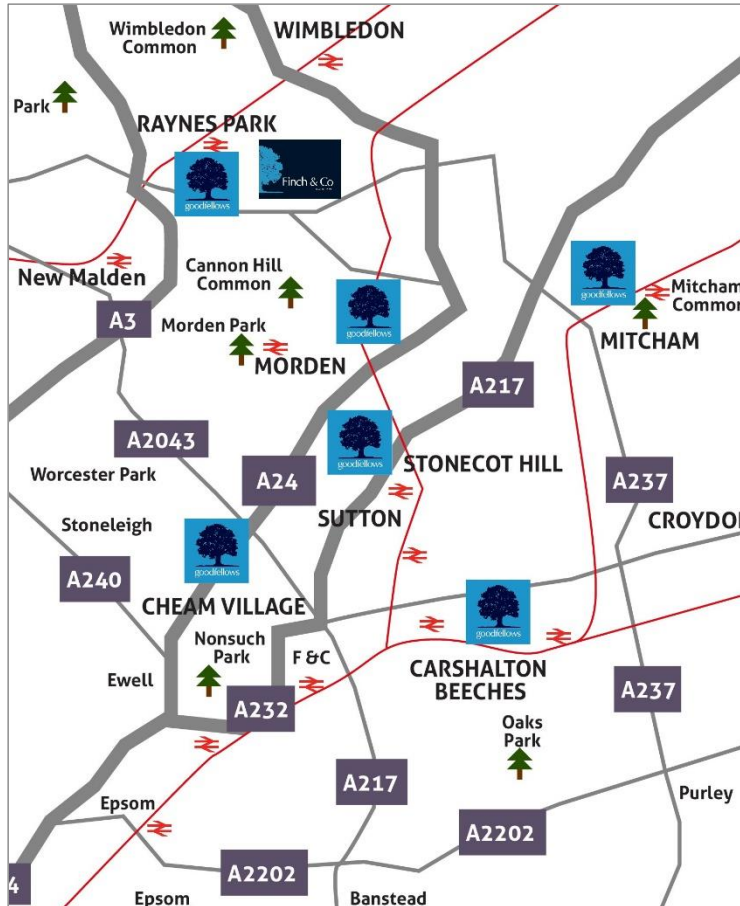 Wimbledon
Common
WIMBLEDON
Park
RAYNES PARK
goodfellows
Finch & Co
New Malden
Cannon Hill
Common
goodfellows
Mitcham
Common
A3
Morden Park
MORDEN
goodfellows
MITCHAM
A217
A2043
goodfellows
Worcester Park
A24
STONECOT HILL
A237
Stoneleigh
SUTTON
CROYDO
goodfellows
A240
CHEAM VILLAGE
goodfellows
Nonsuch
Park
F & C
Ewell
CARSHALTON
BEECHES
A232
A237
Oaks
Park
A217
Purley
Epsom
A2202
A2202
4
Epsom
Banstead